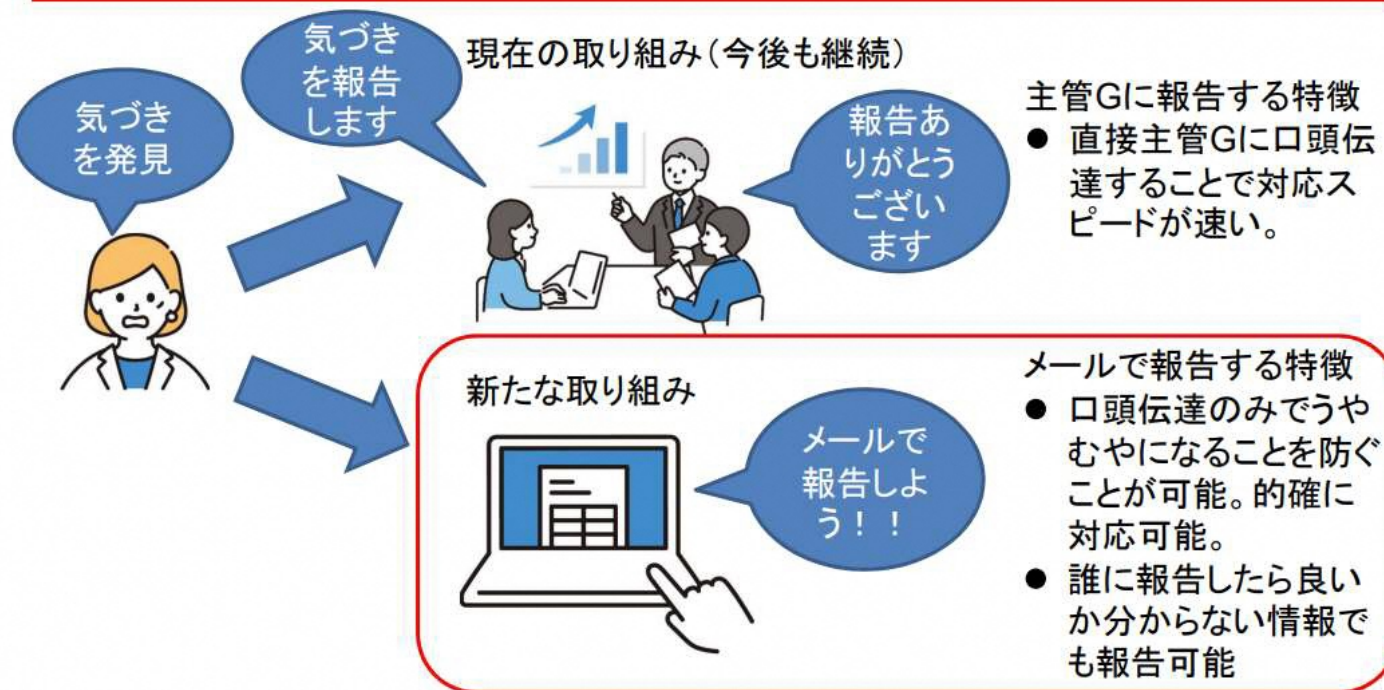 気づき
を発見
気づき
を報告
します
現在の取り組み(今後も継続)
報告あ
りがとう
ござい
ます
主管Gに報告する特徴
● 直接主管Gに口頭伝
達することで対応ス
ピードが速い。
新たな取り組み
メールで
報告しよ
う！！
メールで報告する特徴
● 口頭伝達のみでうや
むやになることを防ぐ
ことが可能。的確に
対応可能。
● 誰に報告したら良い
か分からない情報で
も報告可能